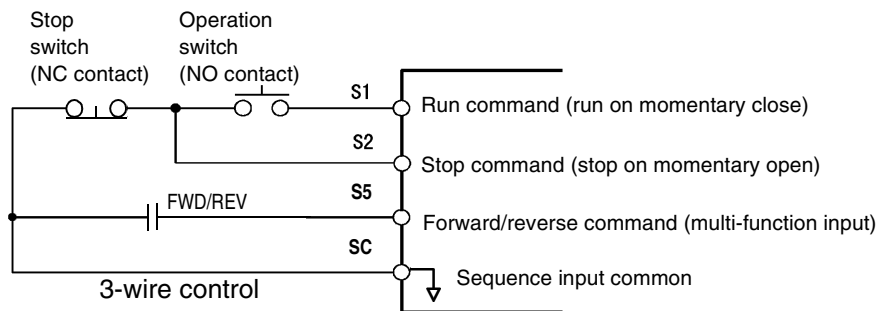 Stop
switch
(NC contact)
Operation
switch
(NO contact)
S1
Run command (run on momentary close)
S2
Stop command (stop on momentary open)
FWD/REV
S5
Forward/reverse command (multi-function input)
SC
Sequence input common
3-wire control